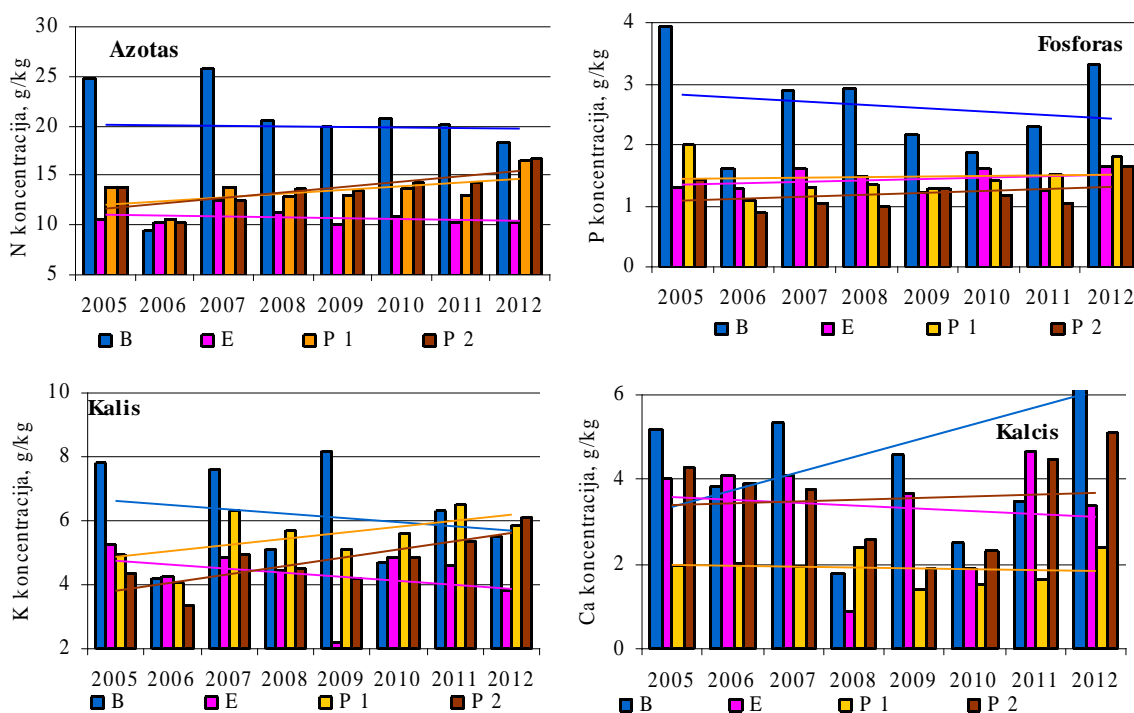 Azotas
N koncentracija, g/kg
30
25
20
15
10
5
2005 2006 2007 2008 2009 2010 2011 2012
B E P 1 P 2
Fosforas
P koncentracija, g/kg
4
3
2
1
0
2005 2006 2007 2008 2009 2010 2011 2012
B E P 1 P 2
Kalis
K koncentracija, g/kg
10
8
6
4
2
2005 2006 2007 2008 2009 2010 2011 2012
B E P 1 P 2
Kalcis
Ca koncentracija, g/kg
6
4
2
0
2005 2006 2007 2008 2009 2010 2011 2012
B E P 1 P 2